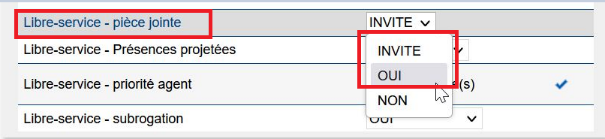 Libre-service - pièce jointe INVITE
Libre-service - Présences projetées INVITE
Libre-service - priorité agent OUI (s)
NON
Libre-service - subrogation OUI